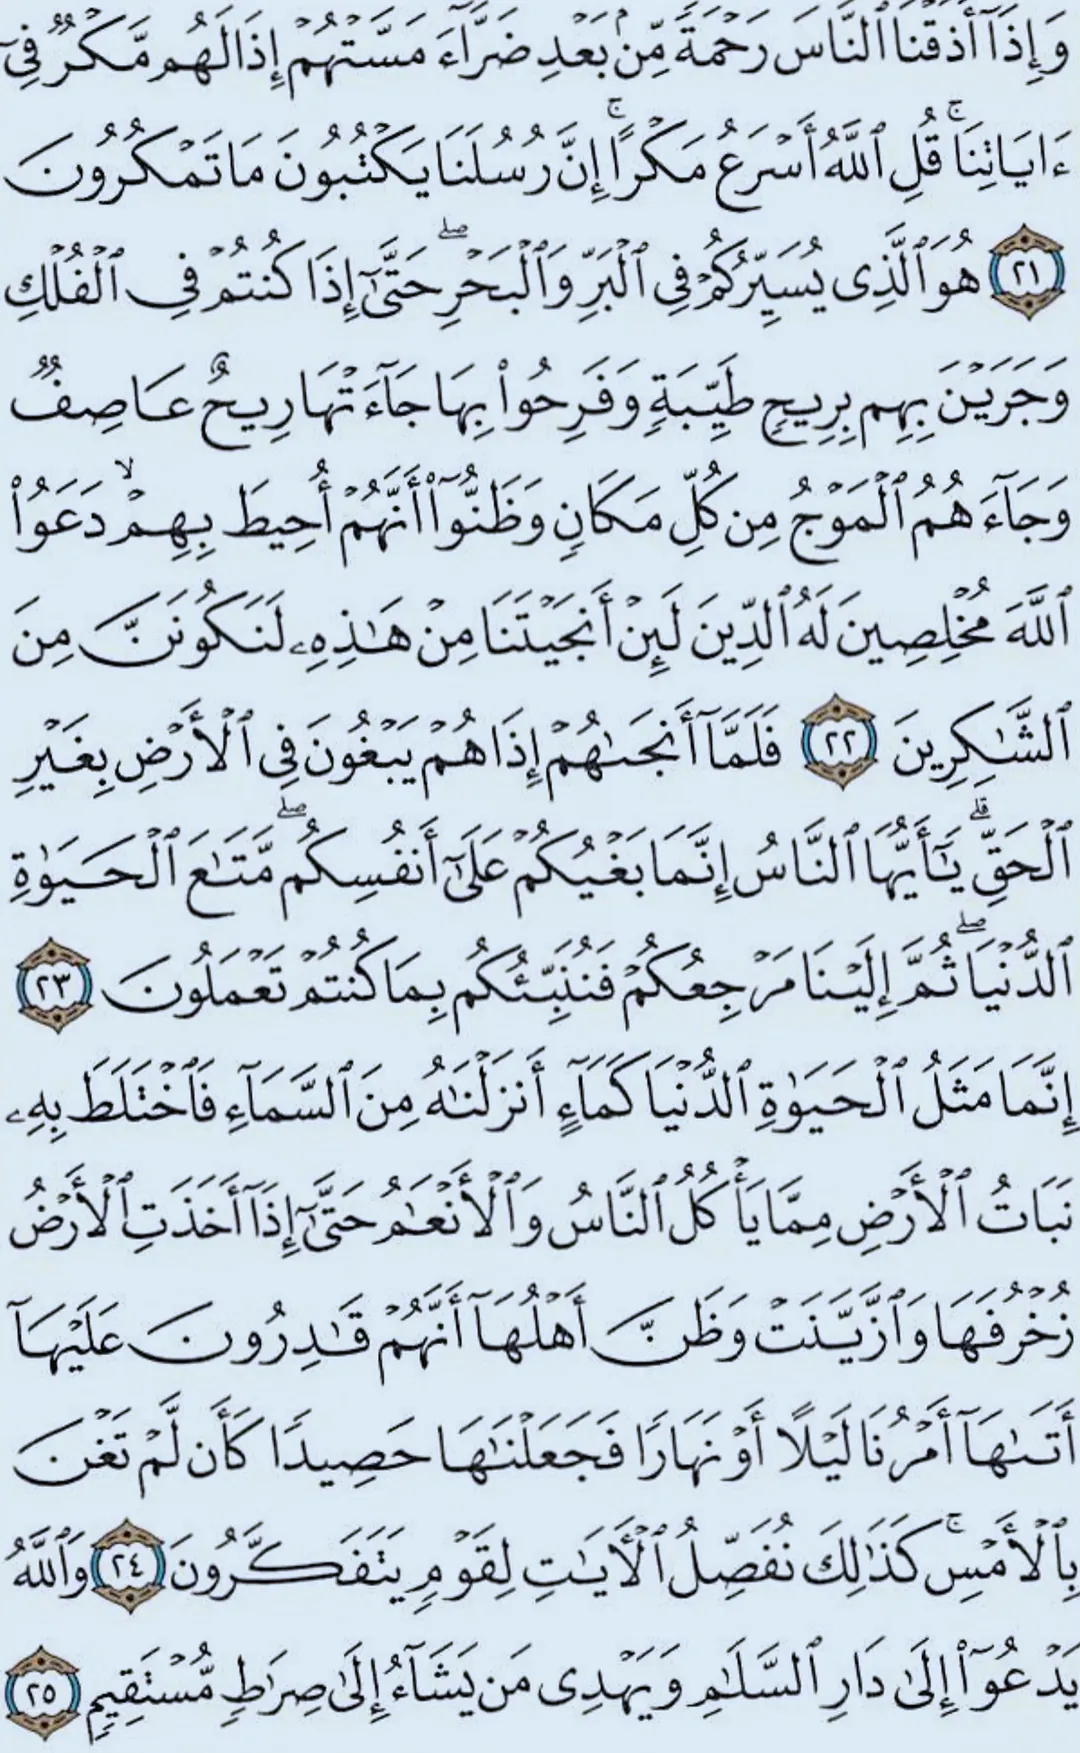 وَإِذَآ أَذَقۡنَا ٱلنَّاسَ رَحۡمَةٗ مِّنۢ بَعۡدِ ضَرَّآءَ مَسَّتۡهُمۡ إِذَا لَهُم مَّكۡرٞ فِيٓ
ءَايَاتِنَاۚ قُلِ ٱللَّهُ أَسۡرَعُ مَكۡرًاۚ إِنَّ رُسُلَنَا يَكۡتُبُونَ مَا تَمۡكُرُونَ
٢١ هُوَ ٱلَّذِي يُسَيِّرُكُمۡ فِي ٱلۡبَرِّ وَٱلۡبَحۡرِۖ حَتَّىٰٓ إِذَا كُنتُمۡ فِي ٱلۡفُلۡكِ
وَجَرَيۡنَ بِهِم بِرِيحٖ طَيِّبَةٖ وَفَرِحُواْ بِهَا جَآءَتۡهَا رِيحٌ عَاصِفٞ
وَجَآءَهُمُ ٱلۡمَوۡجُ مِن كُلِّ مَكَانٖ وَظَنُّوٓاْ أَنَّهُمۡ أُحِيطَ بِهِمۡۙ دَعَوُاْ
ٱللَّهَ مُخۡلِصِينَ لَهُ ٱلدِّينَ لَئِنۡ أَنجَيۡتَنَا مِنۡ هَٰذِهِۦ لَنَكُونَنَّ مِنَ
ٱلشَّٰكِرِينَ ٢٢ فَلَمَّآ أَنجَىٰهُمۡ إِذَا هُمۡ يَبۡغُونَ فِي ٱلۡأَرۡضِ بِغَيۡرِ
ٱلۡحَقِّۗ يَٰٓأَيُّهَا ٱلنَّاسُ إِنَّمَا بَغۡيُكُمۡ عَلَىٰٓ أَنفُسِكُمۖ مَّتَٰعَ ٱلۡحَيَوٰةِ
ٱلدُّنۡيَاۖ ثُمَّ إِلَيۡنَا مَرۡجِعُكُمۡ فَنُنَبِّئُكُم بِمَا كُنتُمۡ تَعۡمَلُونَ ٢٣
إِنَّمَا مَثَلُ ٱلۡحَيَوٰةِ ٱلدُّنۡيَا كَمَآءٍ أَنزَلۡنَٰهُ مِنَ ٱلسَّمَآءِ فَٱخۡتَلَطَ بِهِۦ
نَبَاتُ ٱلۡأَرۡضِ مِمَّا يَأۡكُلُ ٱلنَّاسُ وَٱلۡأَنۡعَٰمُ حَتَّىٰٓ إِذَآ أَخَذَتِ ٱلۡأَرۡضُ
زُخۡرُفَهَا وَٱزَّيَّنَتۡ وَظَنَّ أَهۡلُهَآ أَنَّهُمۡ قَٰدِرُونَ عَلَيۡهَآ
أَتَىٰهَآ أَمۡرُنَا لَيۡلًا أَوۡ نَهَارٗا فَجَعَلۡنَٰهَا حَصِيدٗا كَأَن لَّمۡ تَغۡنَ
بِٱلۡأَمۡسِۚ كَذَٰلِكَ نُفَصِّلُ ٱلۡأٓيَٰتِ لِقَوۡمٖ يَتَفَكَّرُونَ ٢٤ وَٱللَّهُ
يَدۡعُوٓاْ إِلَىٰ دَارِ ٱلسَّلَٰمِ وَيَهۡدِي مَن يَشَآءُ إِلَىٰ صِرَٰطٖ مُّسۡتَقِيمٖ ٢٥